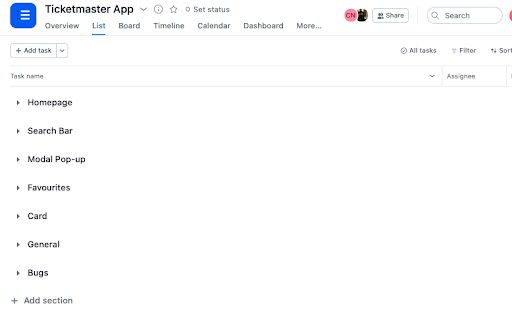 Ticketmaster App Set status
Overview List Board Timeline Calendar Dashboard More...
CN Share Search
+ Add task All tasks Filter Sort
Task name Assignee
Homepage
Search Bar
Modal Pop-up
Favourites
Card
General
Bugs
+ Add section